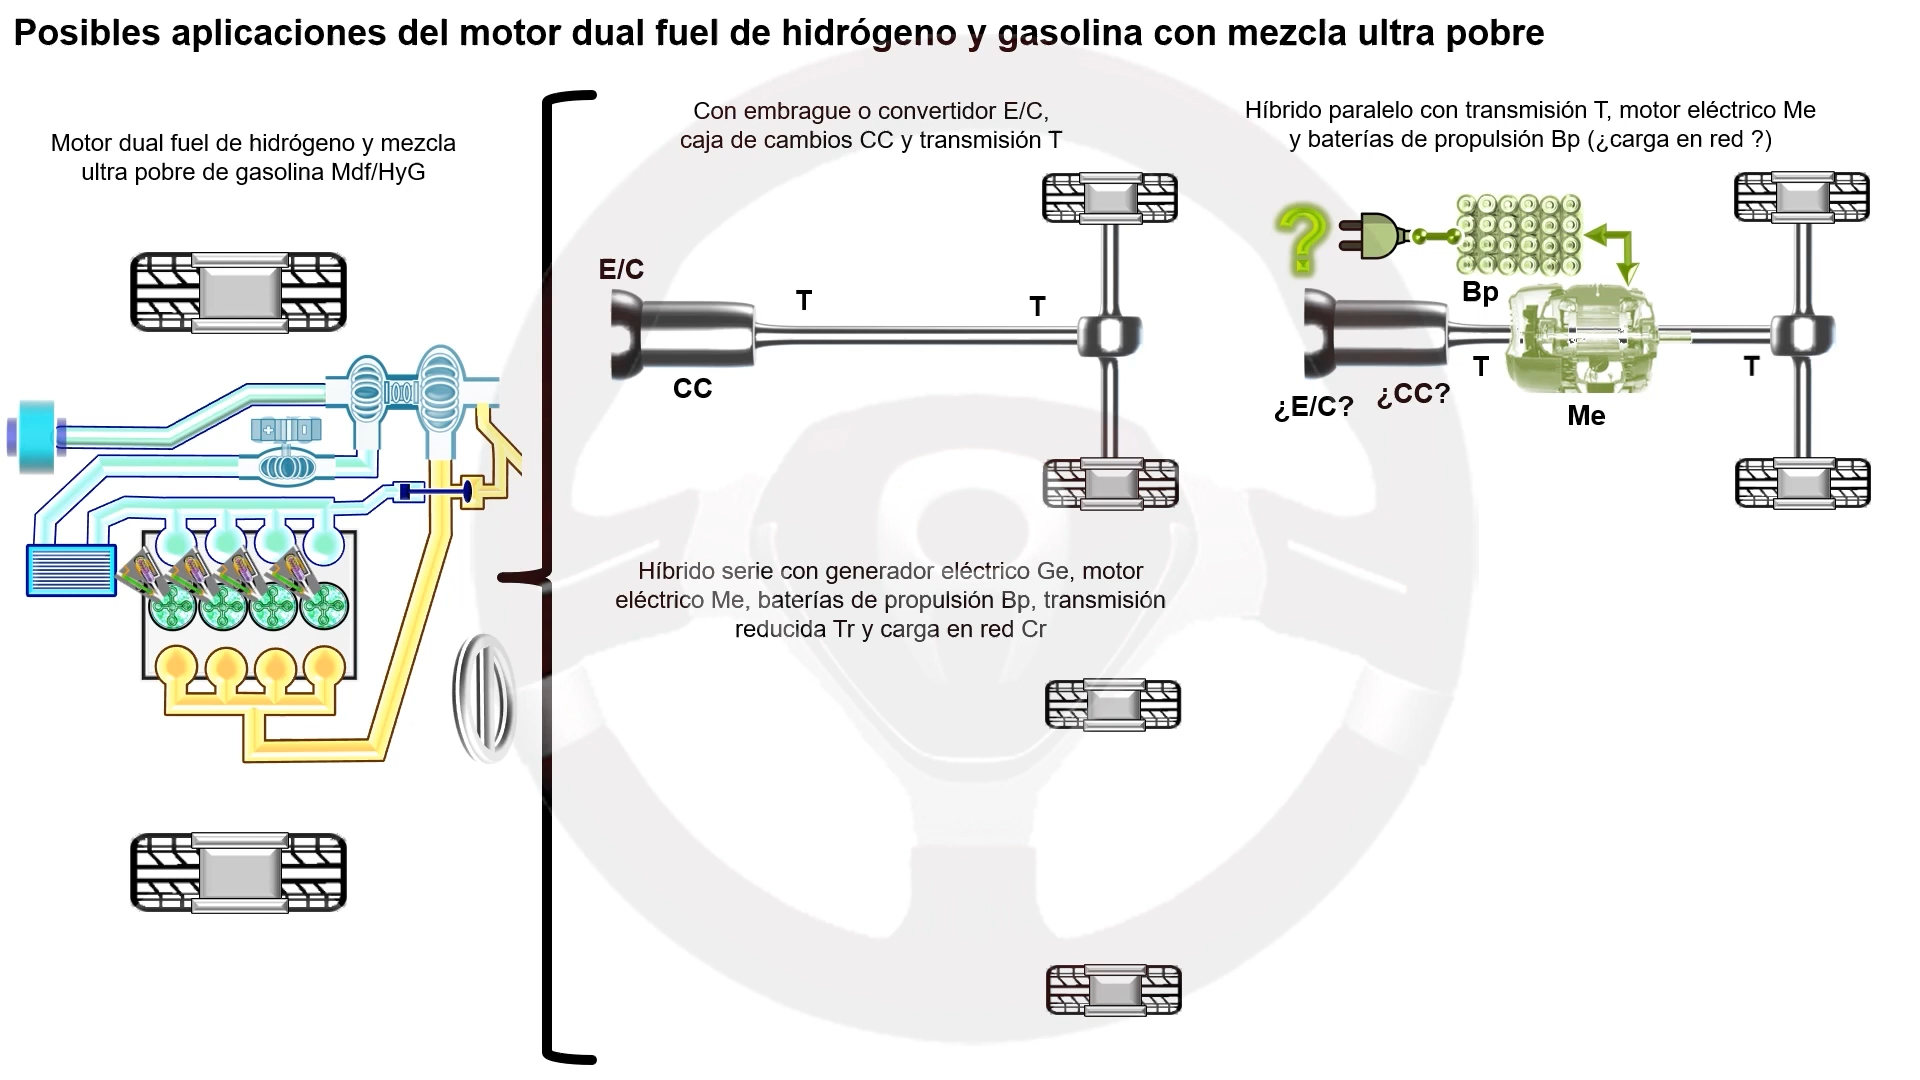 Posibles aplicaciones del motor dual fuel de hidrógeno y gasolina con mezcla ultra pobre
Motor dual fuel de hidrógeno y mezcla
ultra pobre de gasolina Mdf/HyG
Con embrague o convertidor E/C,
caja de cambios CC y transmisión T
E/C
T
T
CC
Híbrido paralelo con transmisión T, motor eléctrico Me
y baterías de propulsión Bp (¿carga en red ?)
?
Bp
T
T
¿E/C?
¿CC?
Me
+ -
Híbrido serie con generador eléctrico Ge, motor
eléctrico Me, baterías de propulsión Bp, transmisión
reducida Tr y carga en red Cr